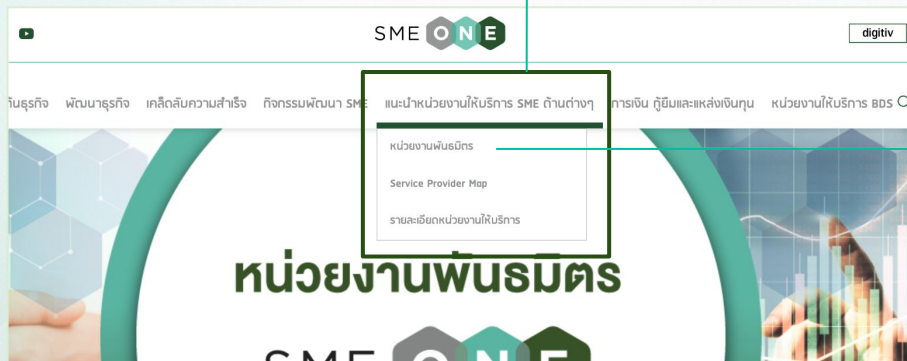 SME ONE
digitiv
พัฒนาธุรกิจ เคล็ดลับความสำเร็จ กิจกรรมพัฒนา SME แนะนำหน่วยงานให้บริการ SME ด้านต่างๆ การเงิน กู้ยืมและแหล่งเงินทุน หน่วยงานให้บริการ BDS
หน่วยงานพันธมิตร
Service Provider Map
รายละเอียดหน่วยงานให้บริการ
หน่วยงานพันธมิตร
SME ONE